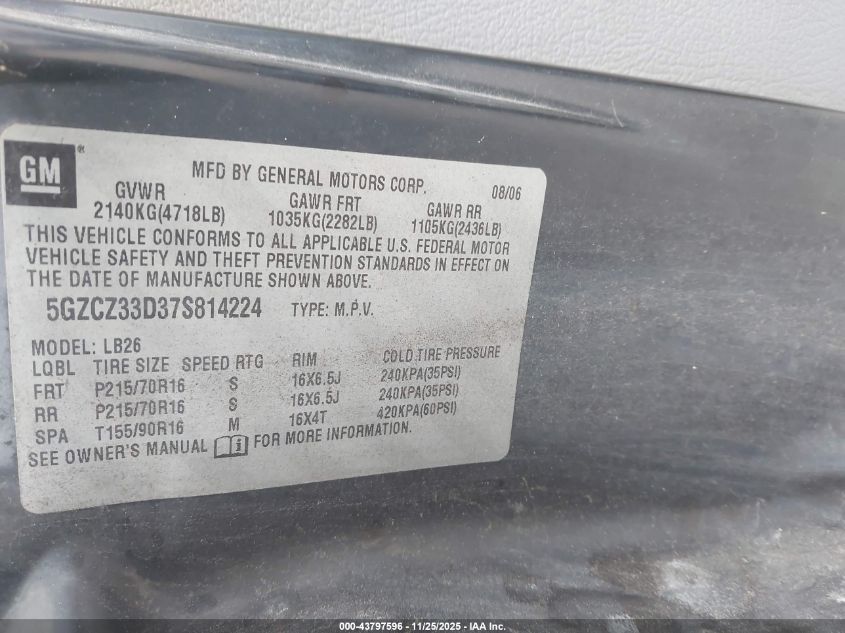 GM ®
MFD BY GENERAL MOTORS CORP. 08/06
GVWR GAWR FRT GAWR RR
2140KG(4718LB) 1035KG(2282LB) 1105KG(2436LB)
THIS VEHICLE CONFORMS TO ALL APPLICABLE U.S. FEDERAL MOTOR
VEHICLE SAFETY AND THEFT PREVENTION STANDARDS IN EFFECT ON
THE DATE OF MANUFACTURE SHOWN ABOVE.
5GZCZ33D37S814224 TYPE: M.P.V.
MODEL: LB26
LQBL TIRE SIZE SPEED RTG RIM COLD TIRE PRESSURE
FRT P215/70R16 S 16X6.5J 240KPA(35PSI)
RR P215/70R16 S 16X6.5J 240KPA(35PSI)
SPA T155/90R16 M 16X4T 420KPA(60PSI)
SEE OWNER'S MANUAL i FOR MORE INFORMATION.
000-43797596 — 11/25/2025 — IAA Inc.